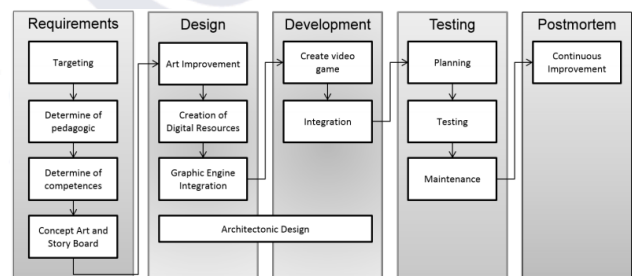 Requirements
Targeting
Determine of
pedagogic
Determine of
competences
Concept Art and
Story Board
Design
Art Improvement
Creation of
Digital Resources
Graphic Engine
Integration
Development
Create video
game
Integration
Architectonic Design
Testing
Planning
Testing
Maintenance
Postmortem
Continuous
Improvement